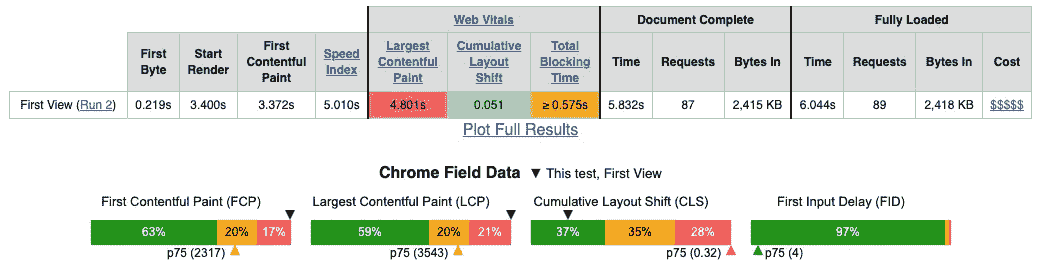 Web Vitals Document Complete Fully Loaded
First Byte Start Render First Contentful Paint Speed Index Largest Contentful Paint Cumulative Layout Shift Total Blocking Time Time Requests Bytes In Time Requests Bytes In Cost
First View (Run 2) 0.219s 3.400s 3.372s 5.010s 4.801s 0.051 ≥ 0.575s 5.832s 87 2,415 KB 6.044s 89 2,418 KB $$$$$
Plot Full Results
Chrome Field Data ▼ This test, First View
First Contentful Paint (FCP) Largest Contentful Paint (LCP) Cumulative Layout Shift (CLS) First Input Delay (FID)
63% 20% 17% 59% 20% 21% 37% 35% 28% 97%
p75 (2317) p75 (3543) p75 (0.32) p75 (4)